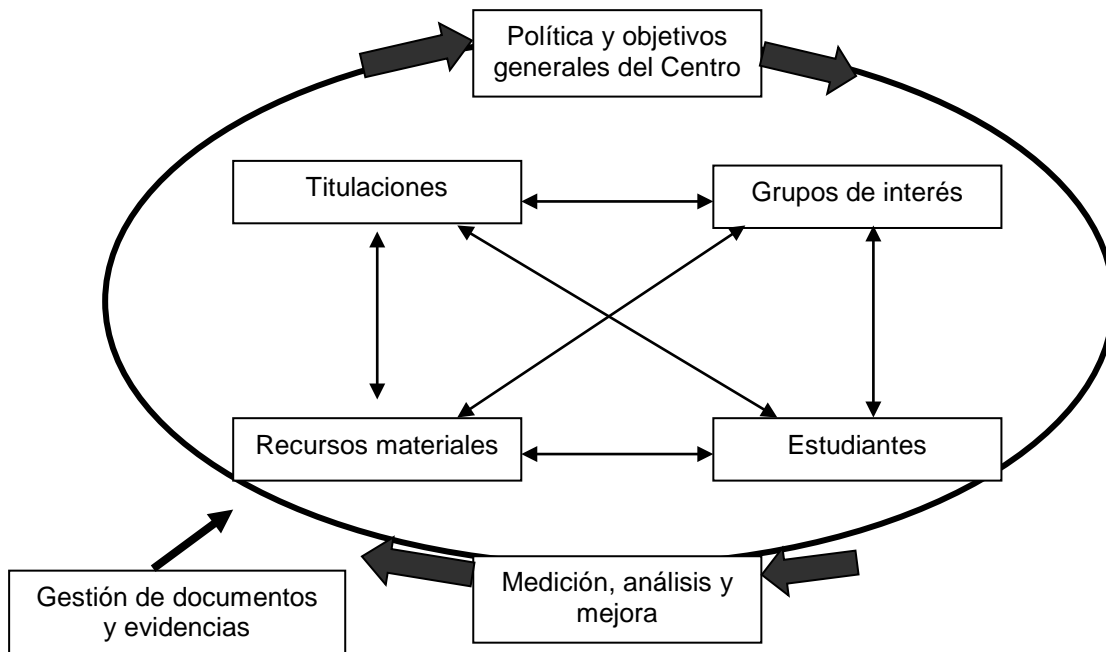 Política y objetivos
generales del Centro
Titulaciones
Grupos de interés
Recursos materiales
Estudiantes
Medición, análisis y
mejora
Gestión de documentos
y evidencias